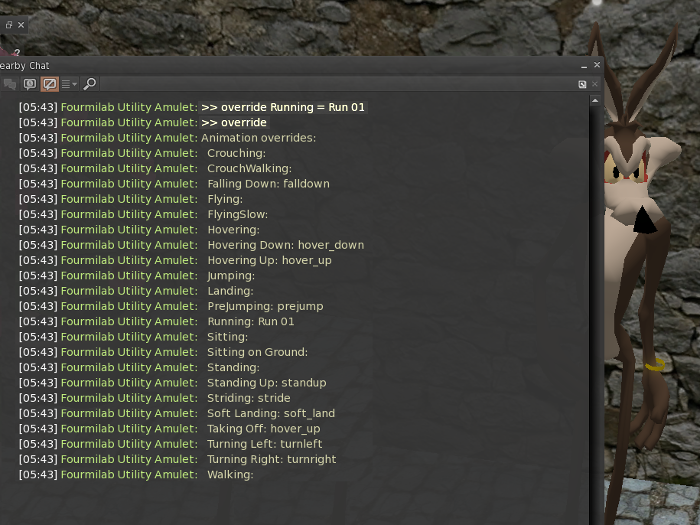 ?
earby Chat
[05:43] Fourmilab Utility Amulet: >> override Running = Run 01
[05:43] Fourmilab Utility Amulet: >> override
[05:43] Fourmilab Utility Amulet: Animation overrides:
[05:43] Fourmilab Utility Amulet: Crouching:
[05:43] Fourmilab Utility Amulet: CrouchWalking:
[05:43] Fourmilab Utility Amulet: Falling Down: falldown
[05:43] Fourmilab Utility Amulet: Flying:
[05:43] Fourmilab Utility Amulet: FlyingSlow:
[05:43] Fourmilab Utility Amulet: Hovering:
[05:43] Fourmilab Utility Amulet: Hovering Down: hover_down
[05:43] Fourmilab Utility Amulet: Hovering Up: hover_up
[05:43] Fourmilab Utility Amulet: Jumping:
[05:43] Fourmilab Utility Amulet: Landing:
[05:43] Fourmilab Utility Amulet: PreJumping: prejump
[05:43] Fourmilab Utility Amulet: Running: Run 01
[05:43] Fourmilab Utility Amulet: Sitting:
[05:43] Fourmilab Utility Amulet: Sitting on Ground:
[05:43] Fourmilab Utility Amulet: Standing:
[05:43] Fourmilab Utility Amulet: Standing Up: standup
[05:43] Fourmilab Utility Amulet: Striding: stride
[05:43] Fourmilab Utility Amulet: Soft Landing: soft_land
[05:43] Fourmilab Utility Amulet: Taking Off: hover_up
[05:43] Fourmilab Utility Amulet: Turning Left: turnleft
[05:43] Fourmilab Utility Amulet: Turning Right: turnright
[05:43] Fourmilab Utility Amulet: Walking: